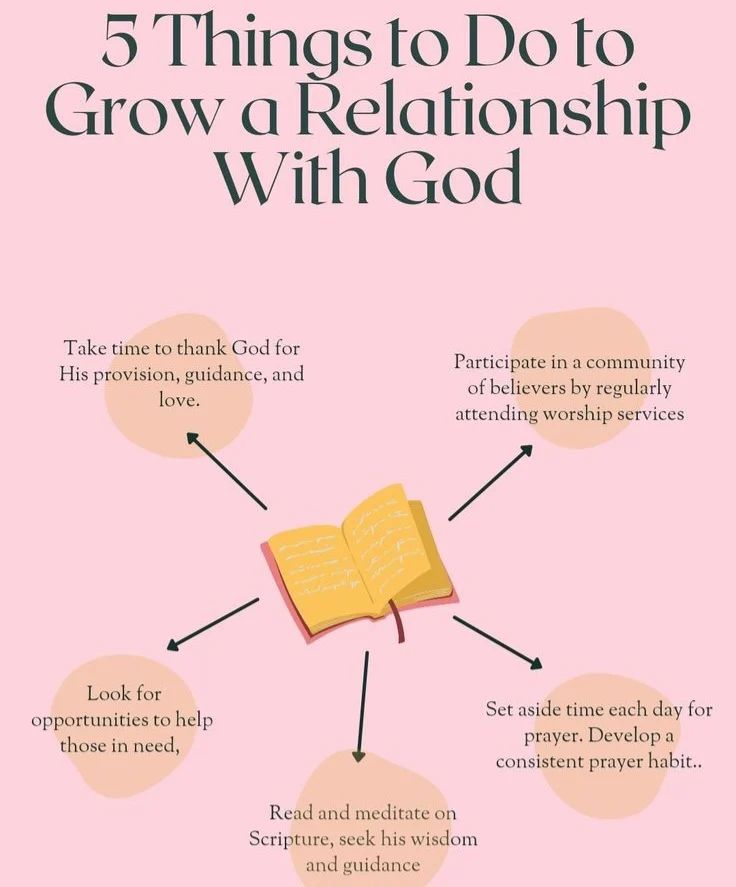 5 Things to Do to
Grow a Relationship
With God
Take time to thank God for
His provision, guidance, and
love.
Participate in a community
of believers by regularly
attending worship services
Look for
opportunities to help
those in need,
Set aside time each day for
prayer. Develop a
consistent prayer habit..
Read and meditate on
Scripture, seek his wisdom
and guidance